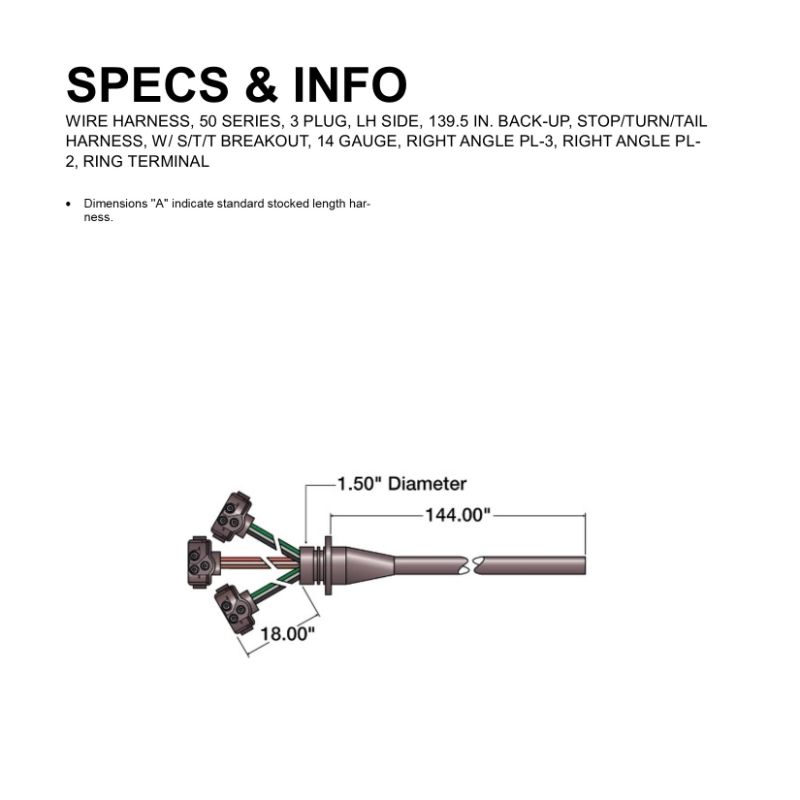 SPECS & INFO
WIRE HARNESS, 50 SERIES, 3 PLUG, LH SIDE, 139.5 IN. BACK-UP, STOP/TURN/TAIL
HARNESS, W/ S/T/T BREAKOUT, 14 GAUGE, RIGHT ANGLE PL-3, RIGHT ANGLE PL-
2, RING TERMINAL
• Dimensions "A" indicate standard stocked length har-
ness.
1.50" Diameter
144.00"
18.00"